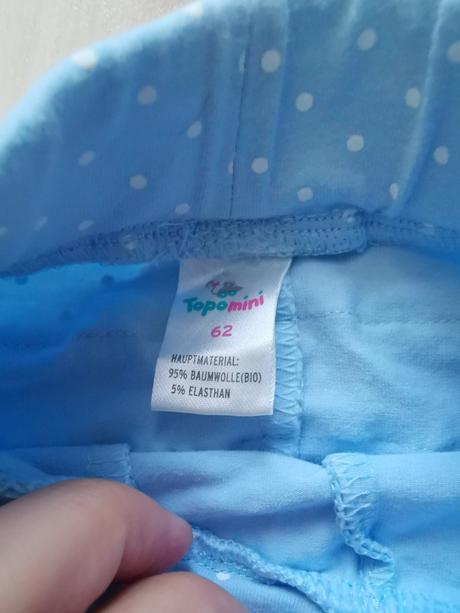 Topomini
62
HAUPTMATERIAL:
95% BAUMWOLLE(BIO)
5% ELASTHAN